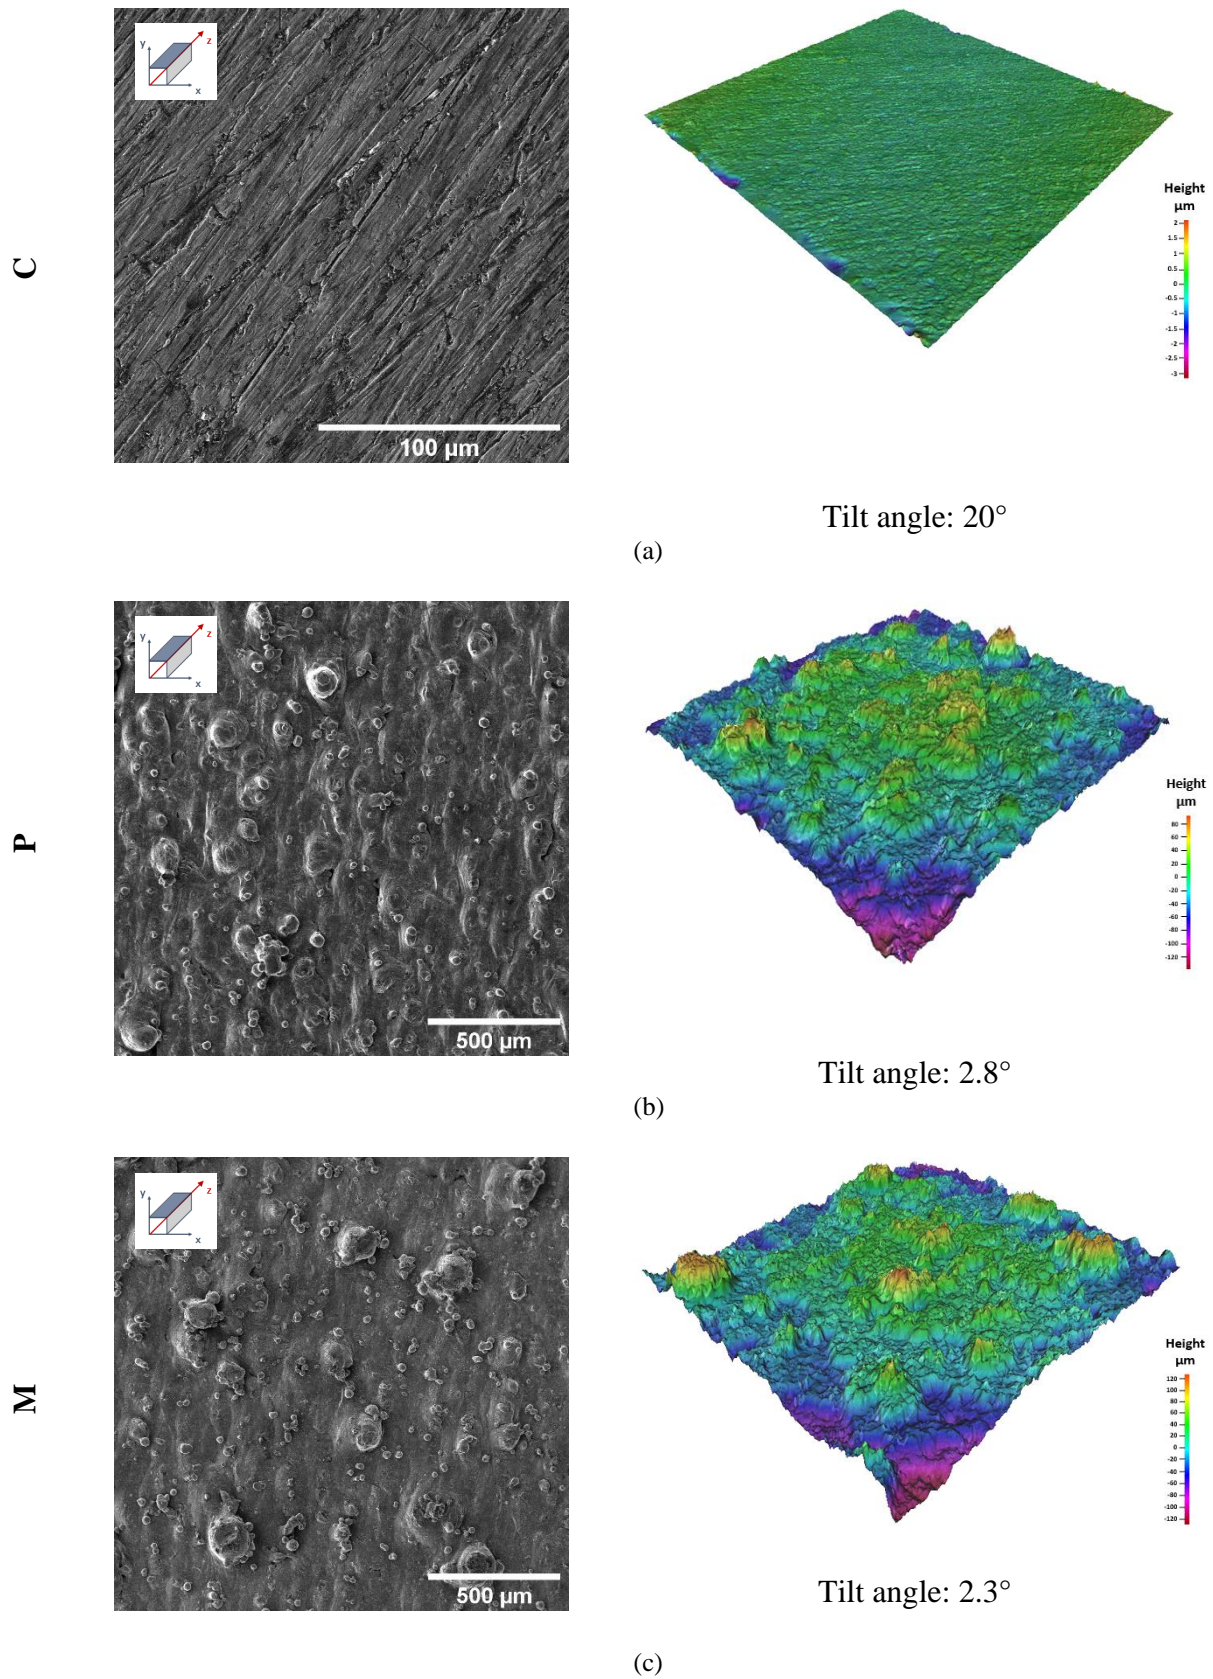 C
y
z
x
100 µm
Height
µm
2
1.5
1
0.5
0
-0.5
-1
-1.5
-2
-2.5
-3
Tilt angle: 20°
(a)
P
y
z
x
500 µm
Height
µm
80
60
40
20
0
-20
-40
-60
-80
-100
-120
Tilt angle: 2.8°
(b)
M
y
z
x
500 µm
Height
µm
120
100
80
60
40
20
0
-20
-40
-60
-80
-100
-120
Tilt angle: 2.3°
(c)